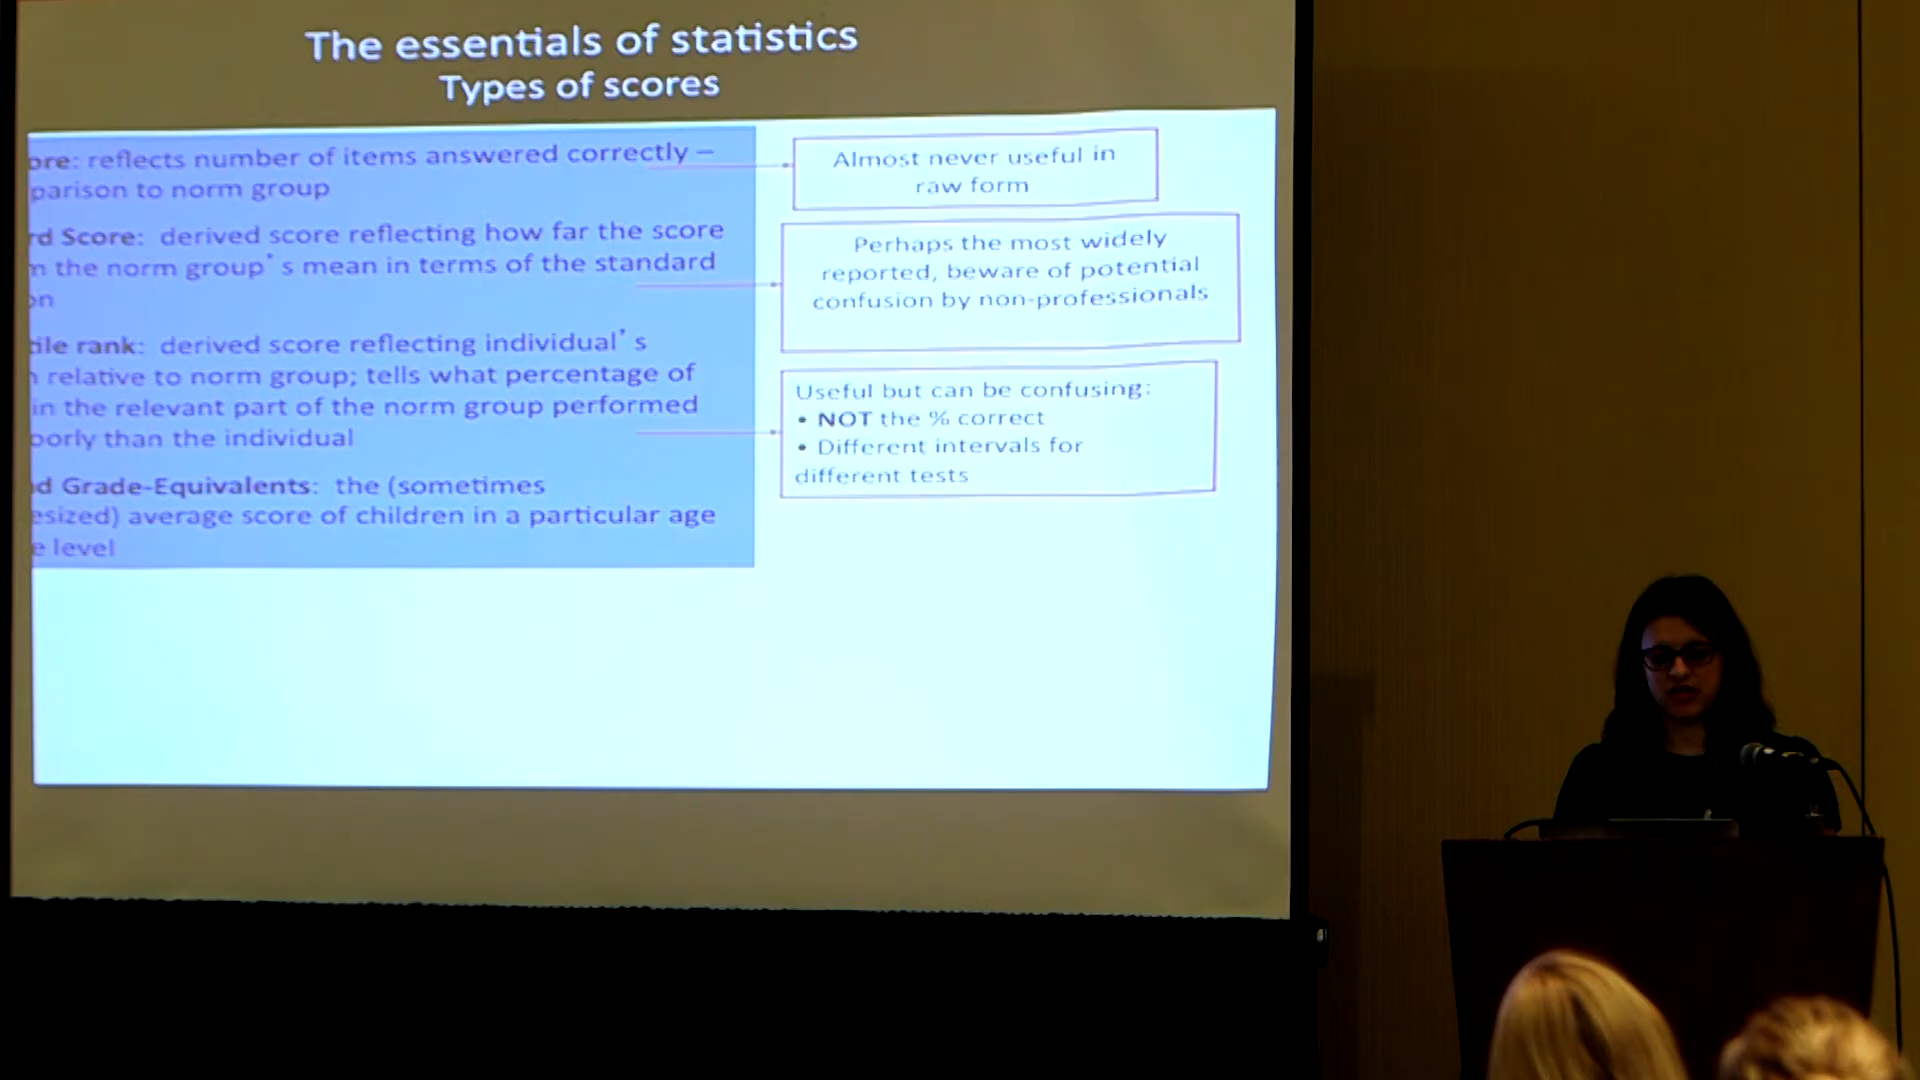 The essentials of statistics
Types of scores
ore: reflects number of items answered correctly –
parison to norm group
rd Score: derived score reflecting how far the score
n the norm group's mean in terms of the standard
on
tile rank: derived score reflecting individual's
n relative to norm group; tells what percentage of
in the relevant part of the norm group performed
oorly than the individual
d Grade-Equivalents: the (sometimes
esized) average score of children in a particular age
e level
Almost never useful in
raw form
Perhaps the most widely
reported, beware of potential
confusion by non-professionals
Useful but can be confusing:
• NOT the % correct
• Different intervals for
different tests